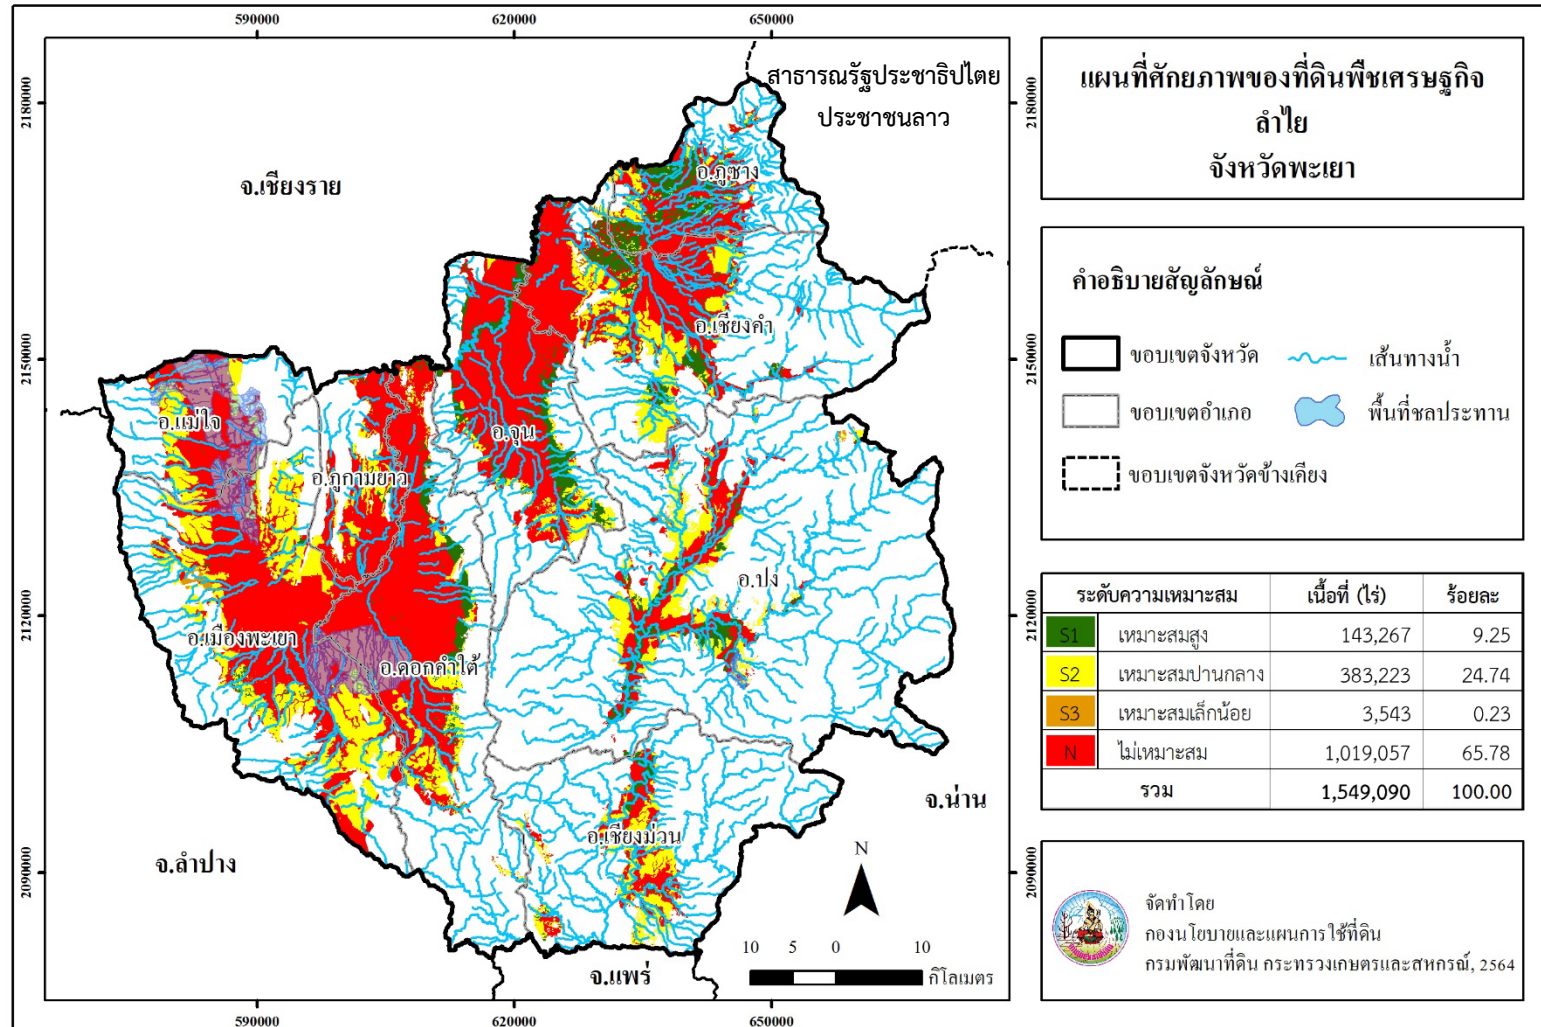 590000
620000
650000
2180000
2150000
2120000
2090000
2180000
2150000
2120000
2090000
590000
620000
650000
สาธารณรัฐประชาธิปไตย
ประชาชนลาว
จ.เชียงราย
อ.ภูซาง
อ.เชียงคำ
อ.แม่ใจ
อ.จุน
อ.ภูกามยาว
อ.ปง
อ.เมืองพะเยา
อ.ดอกคำใต้
จ.น่าน
อ.เชียงม่วน
จ.ลำปาง
จ.แพร่
N
10 5 0 10
กิโลเมตร
แผนที่ศักยภาพของที่ดินพืชเศรษฐกิจ
ลำไย
จังหวัดพะเยา
คำอธิบายสัญลักษณ์
ขอบเขตจังหวัด เส้นทางน้ำ
ขอบเขตอำเภอ พื้นที่ชลประทาน
ขอบเขตจังหวัดข้างเคียง
ระดับความเหมาะสม เนื้อที่ (ไร่) ร้อยละ
S1 เหมาะสมสูง 143,267 9.25
S2 เหมาะสมปานกลาง 383,223 24.74
S3 เหมาะสมเล็กน้อย 3,543 0.23
N ไม่เหมาะสม 1,019,057 65.78
รวม 1,549,090 100.00
จัดทำโดย
กองนโยบายและแผนการใช้ที่ดิน
กรมพัฒนาที่ดิน กระทรวงเกษตรและสหกรณ์, 2564